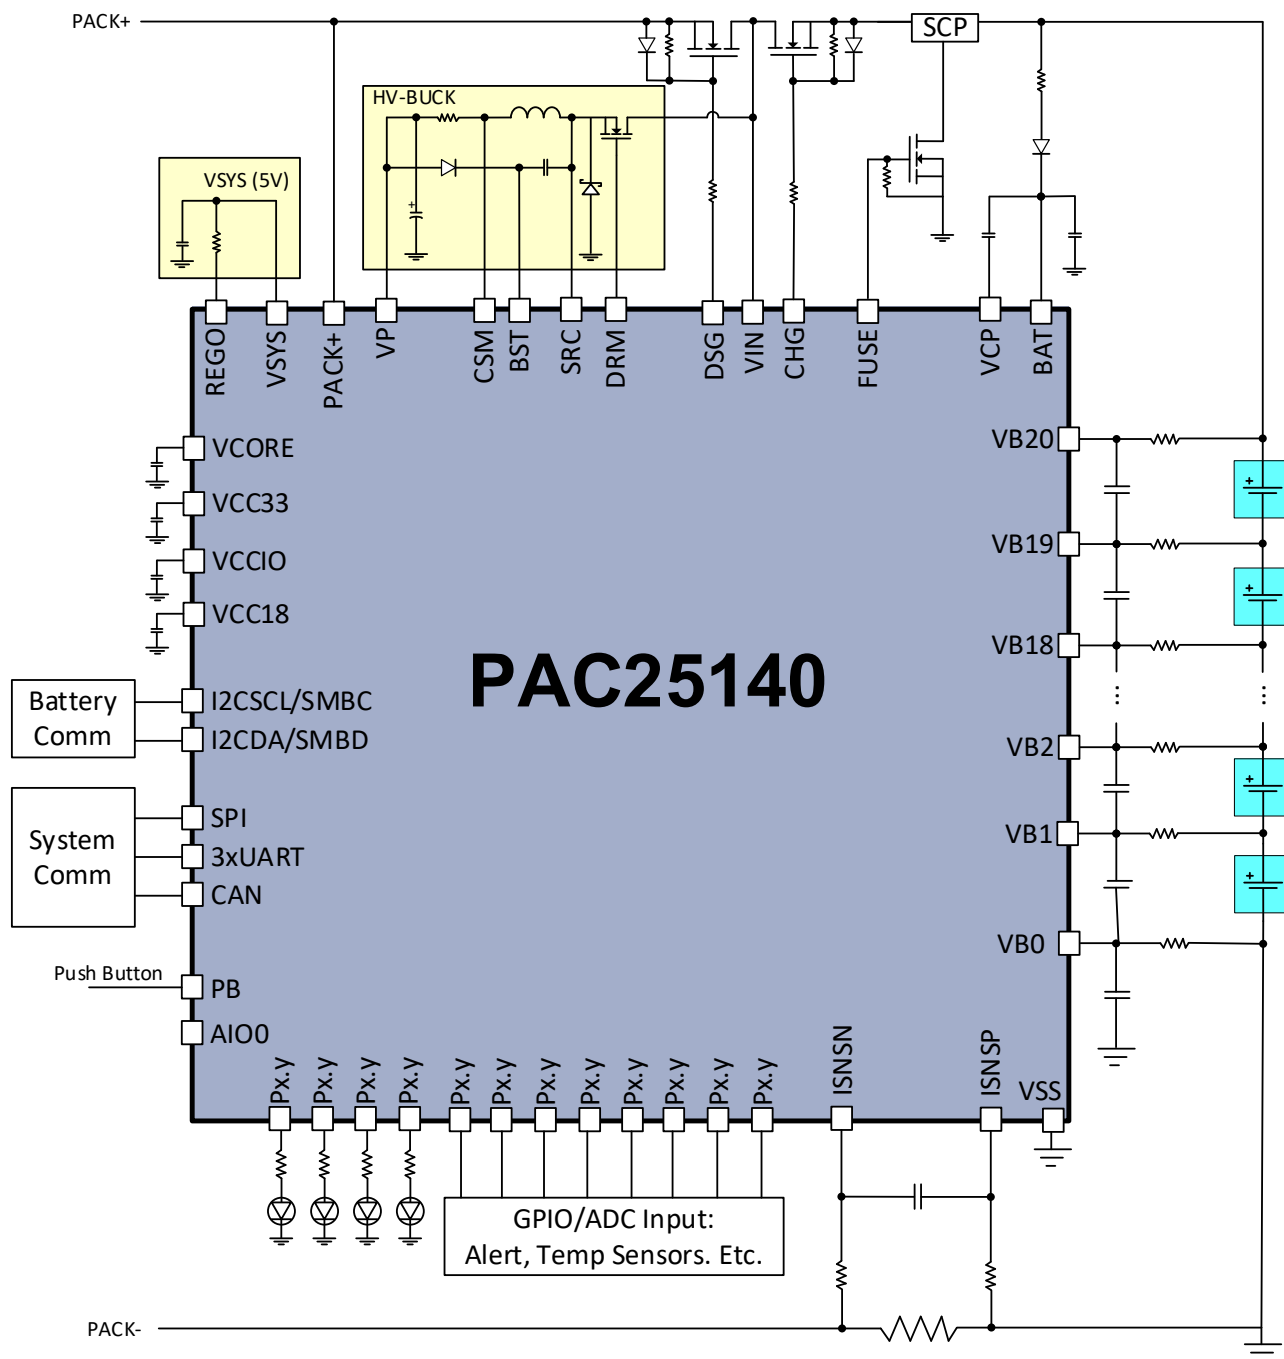 PACK+
SCP
HV-BUCK
VSYS (5V)
REGO
VSYS
PACK+
VP
CSM
BST
SRC
DRM
DSG
VIN
CHG
FUSE
VCP
BAT
VCORE
VCC33
VCCIO
VCC18
VB20
VB19
VB18
VB2
VB1
VB0
PAC25140
Battery
Comm
I2CSCL/SMBC
I2CDA/SMBD
System
Comm
SPI
3xUART
CAN
Push Button
PB
AIO0
Px.y
Px.y
Px.y
Px.y
Px.y
Px.y
Px.y
Px.y
Px.y
Px.y
Px.y
Px.y
ISNSN
ISNSP
VSS
GPIO/ADC Input:
Alert, Temp Sensors. Etc.
PACK-